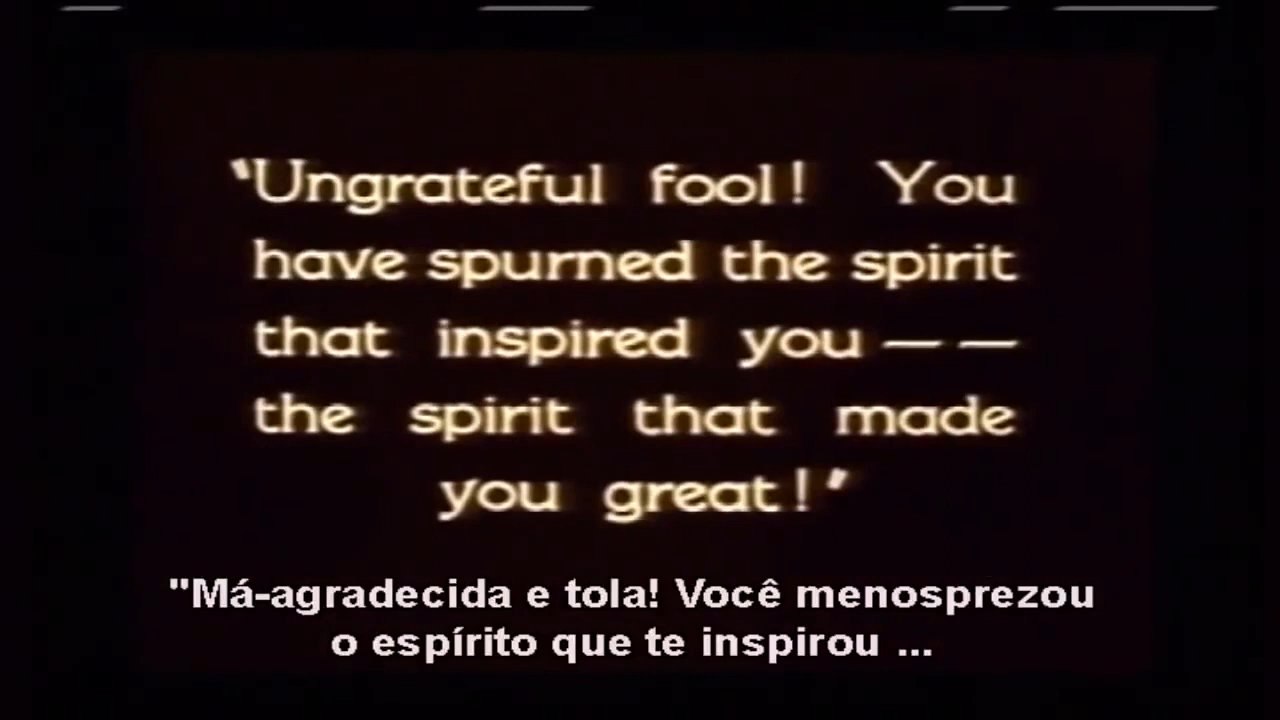 "Ungrateful fool! You
have spurned the spirit
that inspired you — —
the spirit that made
you great!"
"Má-agradecida e tola! Você menosprezou
o espírito que te inspirou ...